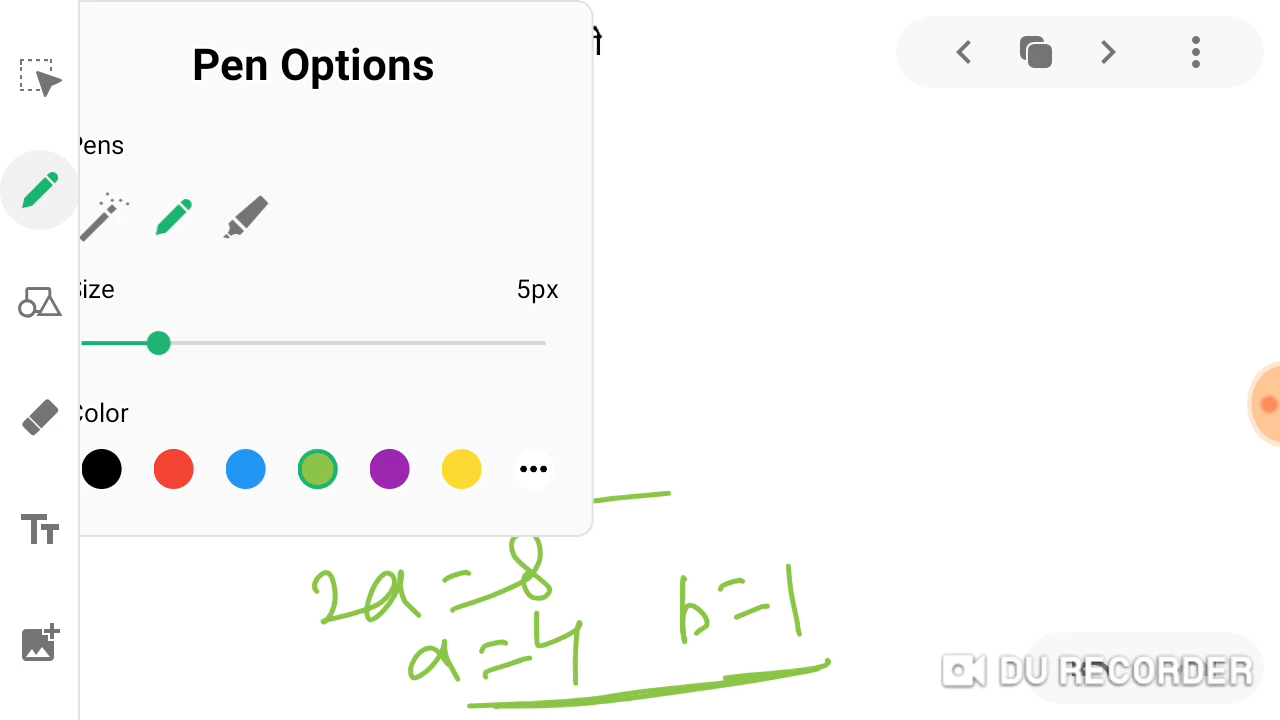 Pen Options
Pens
Size 5px
Color
2a = 8
a = 4 b = 1
DU RECORDER